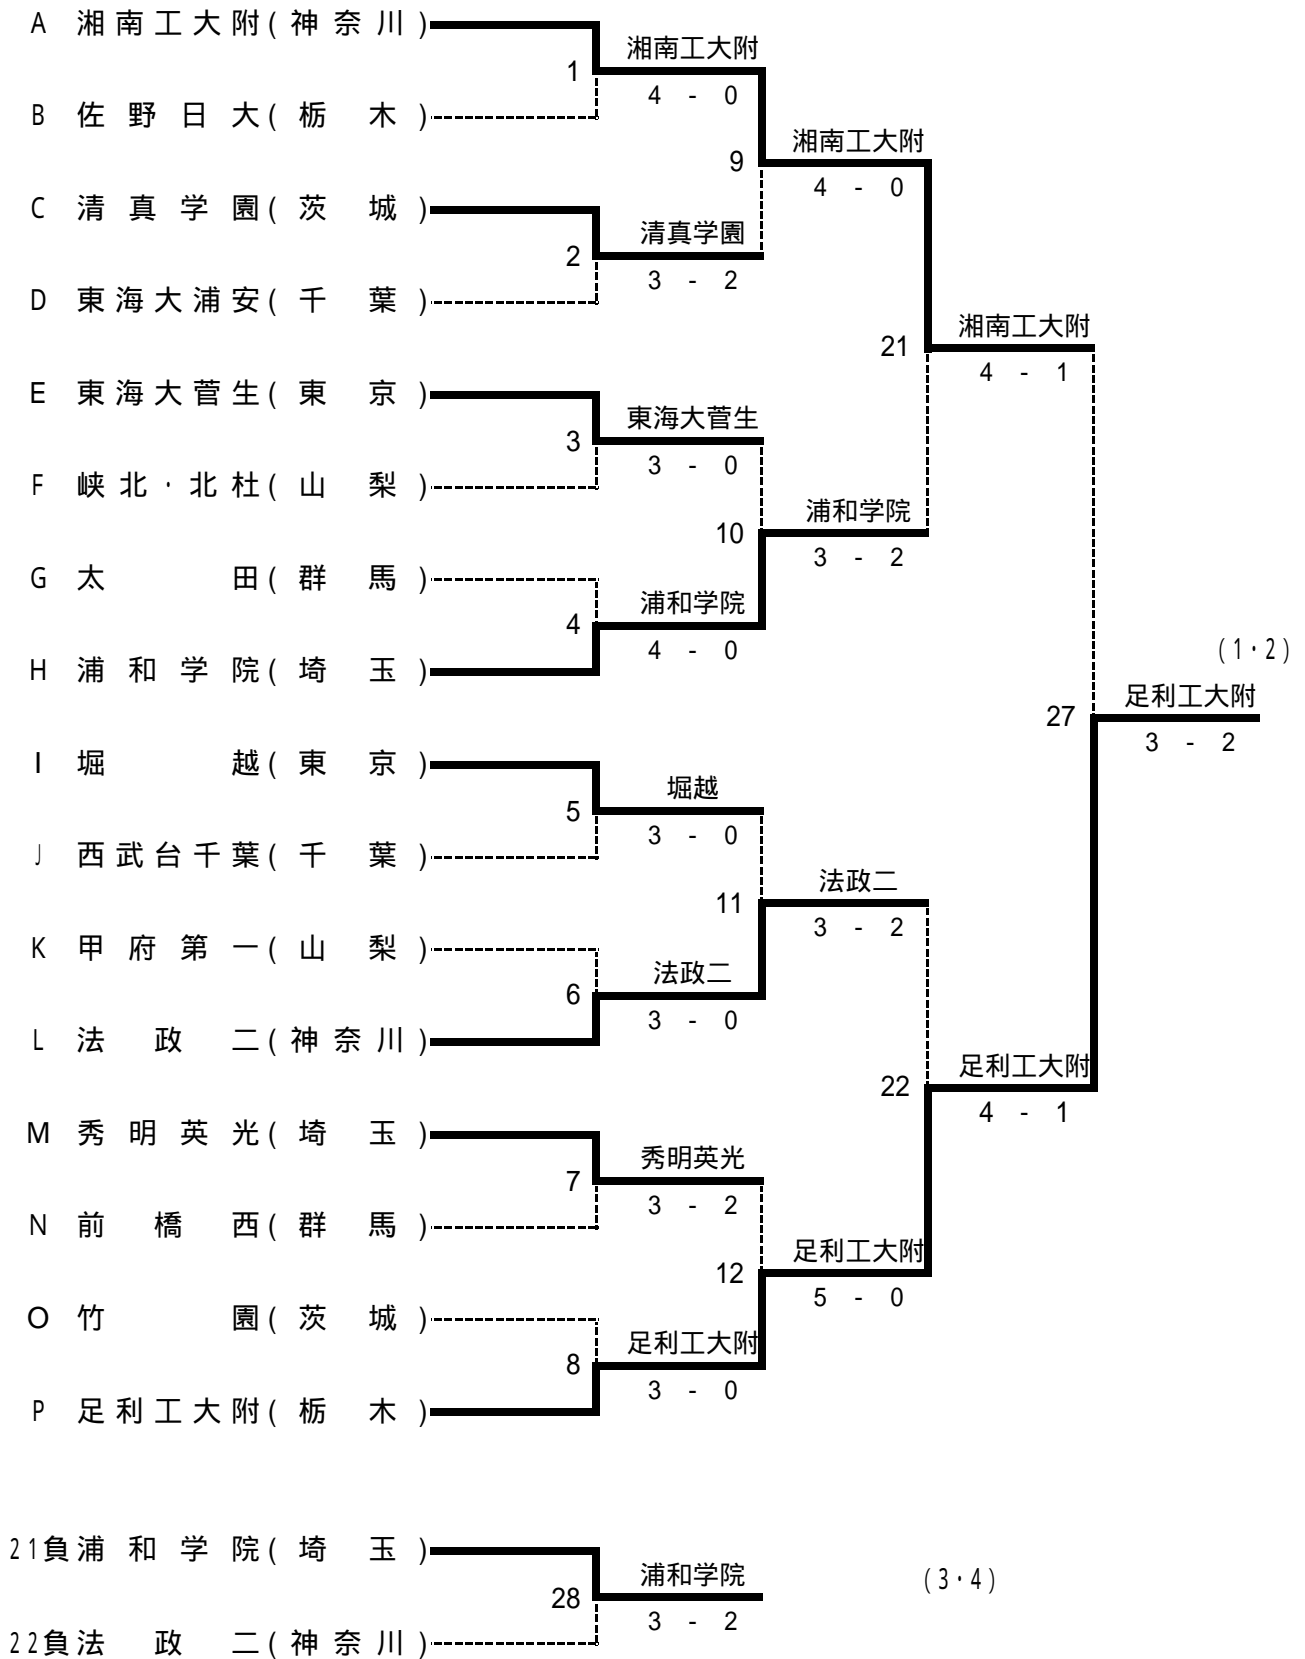 A 湘南工大附(神奈川)
湘南工大附
1
4 - 0
B 佐野日大(栃木)
湘南工大附
9
4 - 0
C 清真学園(茨城)
清真学園
2
3 - 2
D 東海大浦安(千葉)
湘南工大附
21
4 - 1
E 東海大菅生(東京)
東海大菅生
3
3 - 0
F 峡北・北杜(山梨)
浦和学院
10
3 - 2
G 太田(群馬)
浦和学院
4
4 - 0
H 浦和学院(埼玉)
(1・2)
足利工大附
27
3 - 2
I 堀越(東京)
堀越
5
3 - 0
J 西武台千葉(千葉)
法政二
11
3 - 2
K 甲府第一(山梨)
法政二
6
3 - 0
L 法政二(神奈川)
足利工大附
22
4 - 1
M 秀明英光(埼玉)
秀明英光
7
3 - 2
N 前橋西(群馬)
足利工大附
12
5 - 0
O 竹園(茨城)
足利工大附
8
3 - 0
P 足利工大附(栃木)
21負浦和学院(埼玉)
浦和学院
(3・4)
28
3 - 2
22負法政二(神奈川)